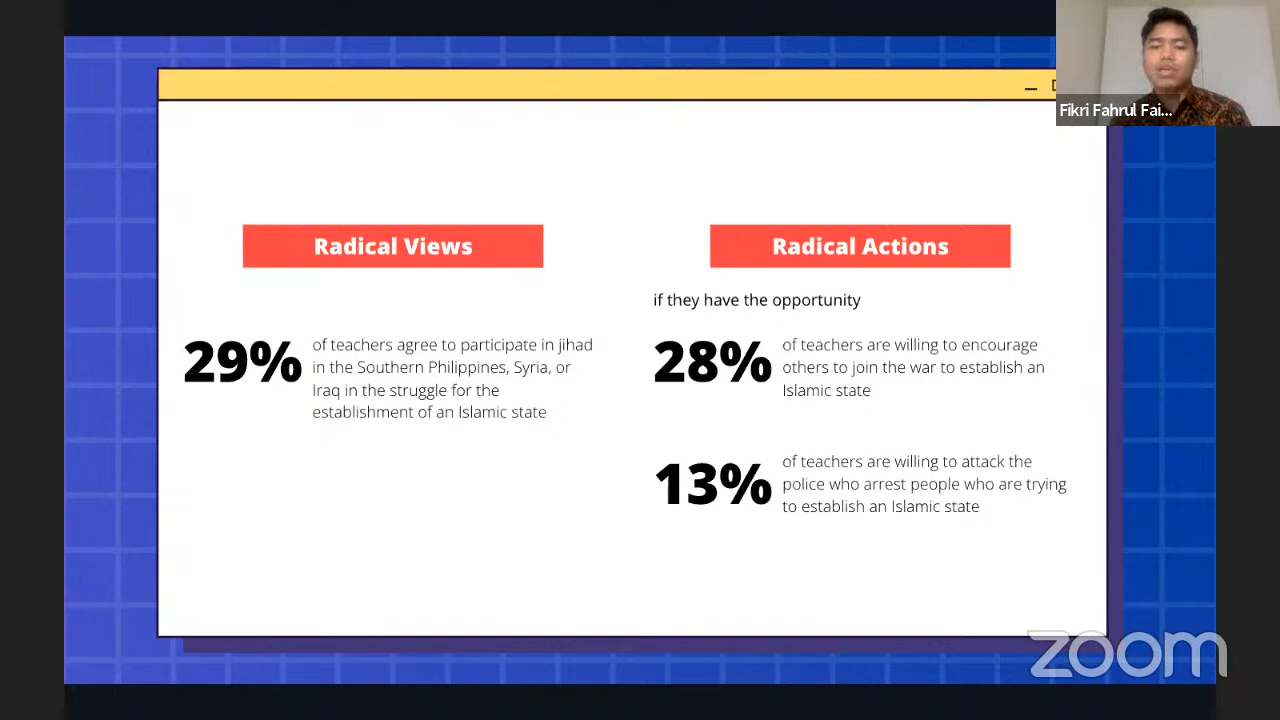 Fikri Fahrul Fai...
Radical Views
29%
of teachers agree to participate in jihad
in the Southern Philippines, Syria, or
Iraq in the struggle for the
establishment of an Islamic state
Radical Actions
if they have the opportunity
28%
of teachers are willing to encourage
others to join the war to establish an
Islamic state
13%
of teachers are willing to attack the
police who arrest people who are trying
to establish an Islamic state
zoom